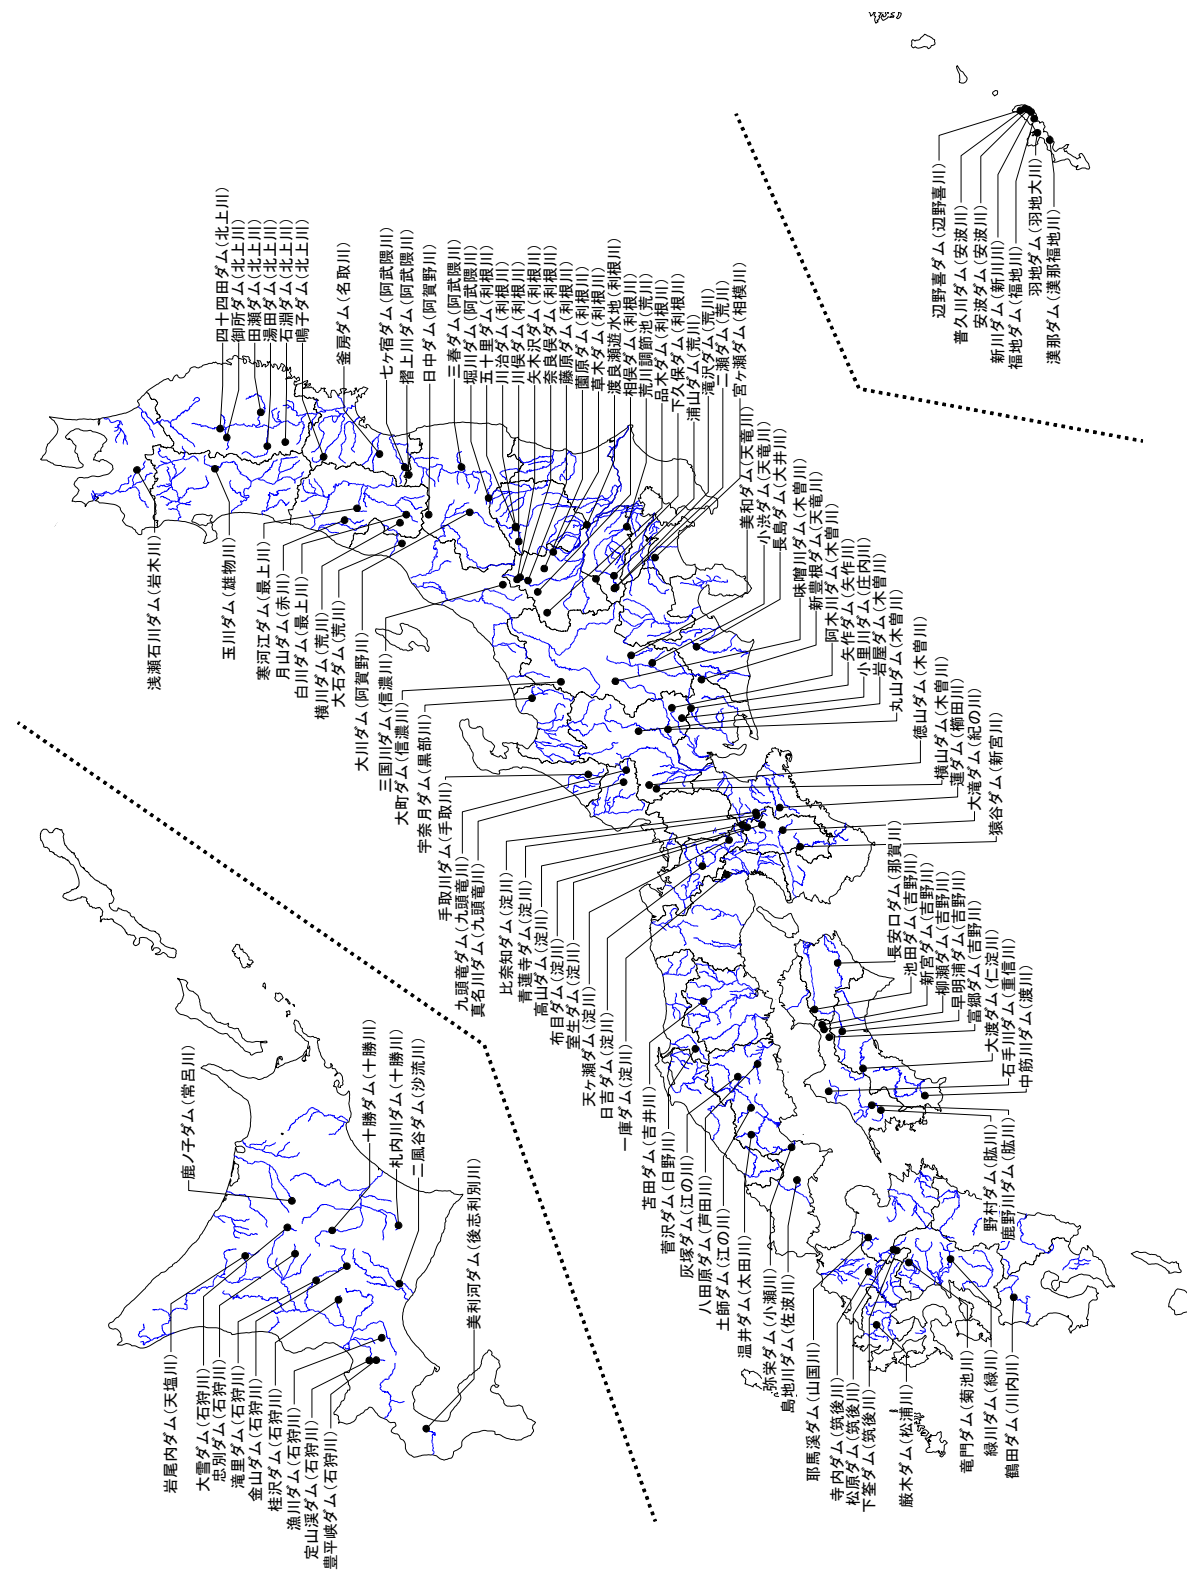 四十四田ダム（北上川）
御所ダム（北上川）
田瀬ダム（北上川）
湯田ダム（北上川）
石淵ダム（北上川）
鳴子ダム（北上川）
釜房ダム（名取川）
七ヶ宿ダム（阿武隈川）
摺上川ダム（阿武隈川）
日中ダム（阿賀野川）
三春ダム（阿武隈川）
堀川ダム（阿武隈川）
五十里ダム（利根川）
川治ダム（利根川）
川俣ダム（利根川）
矢木沢ダム（利根川）
奈良俣ダム（利根川）
藤原ダム（利根川）
薗原ダム（利根川）
草木ダム（利根川）
渡良瀬遊水地（利根川）
相俣ダム（利根川）
荒川調節池（荒川）
品木ダム（利根川）
下久保ダム（利根川）
浦山ダム（荒川）
滝沢ダム（荒川）
二瀬ダム（荒川）
宮ヶ瀬ダム（相模川）
美和ダム（天竜川）
小渋ダム（天竜川）
長島ダム（大井川）
味噌川ダム（木曽川）
新豊根ダム（天竜川）
阿木川ダム（木曽川）
矢作ダム（矢作川）
小里川ダム（庄内川）
岩屋ダム（木曽川）
丸山ダム（木曽川）
徳山ダム（木曽川）
横山ダム（木曽川）
蓮ダム（櫛田川）
大滝ダム（紀の川）
猿谷ダム（新宮川）
長安口ダム（那賀川）
池田ダム（吉野川）
新宮ダム（吉野川）
柳瀬ダム（吉野川）
早明浦ダム（吉野川）
富郷ダム（吉野川）
大渡ダム（仁淀川）
石手川ダム（重信川）
中筋川ダム（渡川）
野村ダム（肱川）
鹿野川ダム（肱川）
浅瀬石川ダム（岩木川）
玉川ダム（雄物川）
寒河江ダム（最上川）
月山ダム（赤川）
白川ダム（最上川）
横川ダム（荒川）
大石ダム（荒川）
大川ダム（阿賀野川）
三国川ダム（信濃川）
大町ダム（信濃川）
宇奈月ダム（黒部川）
手取川ダム（手取川）
九頭竜ダム（九頭竜川）
真名川ダム（九頭竜川）
比奈知ダム（淀川）
青蓮寺ダム（淀川）
高山ダム（淀川）
布目ダム（淀川）
室生ダム（淀川）
天ヶ瀬ダム（淀川）
日吉ダム（淀川）
一庫ダム（淀川）
苫田ダム（吉井川）
菅沢ダム（日野川）
灰塚ダム（江の川）
八田原ダム（芦田川）
土師ダム（江の川）
温井ダム（太田川）
弥栄ダム（小瀬川）
島地川ダム（佐波川）
耶馬溪ダム（山国川）
寺内ダム（筑後川）
松原ダム（筑後川）
下筌ダム（筑後川）
厳木ダム（松浦川）
竜門ダム（菊池川）
緑川ダム（緑川）
鶴田ダム（川内川）
辺野喜ダム（辺野喜川）
普久川ダム（安波川）
安波ダム（安波川）
新川ダム（新川川）
福地ダム（福地川）
羽地ダム（羽地大川）
漢那ダム（漢那福地川）
鹿ノ子ダム（常呂川）
十勝ダム（十勝川）
札内川ダム（十勝川）
二風谷ダム（沙流川）
美利河ダム（後志利別川）
岩尾内ダム（天塩川）
大雪ダム（石狩川）
忠別ダム（石狩川）
滝里ダム（石狩川）
金山ダム（石狩川）
桂沢ダム（石狩川）
漁川ダム（石狩川）
定山渓ダム（石狩川）
豊平峡ダム（石狩川）